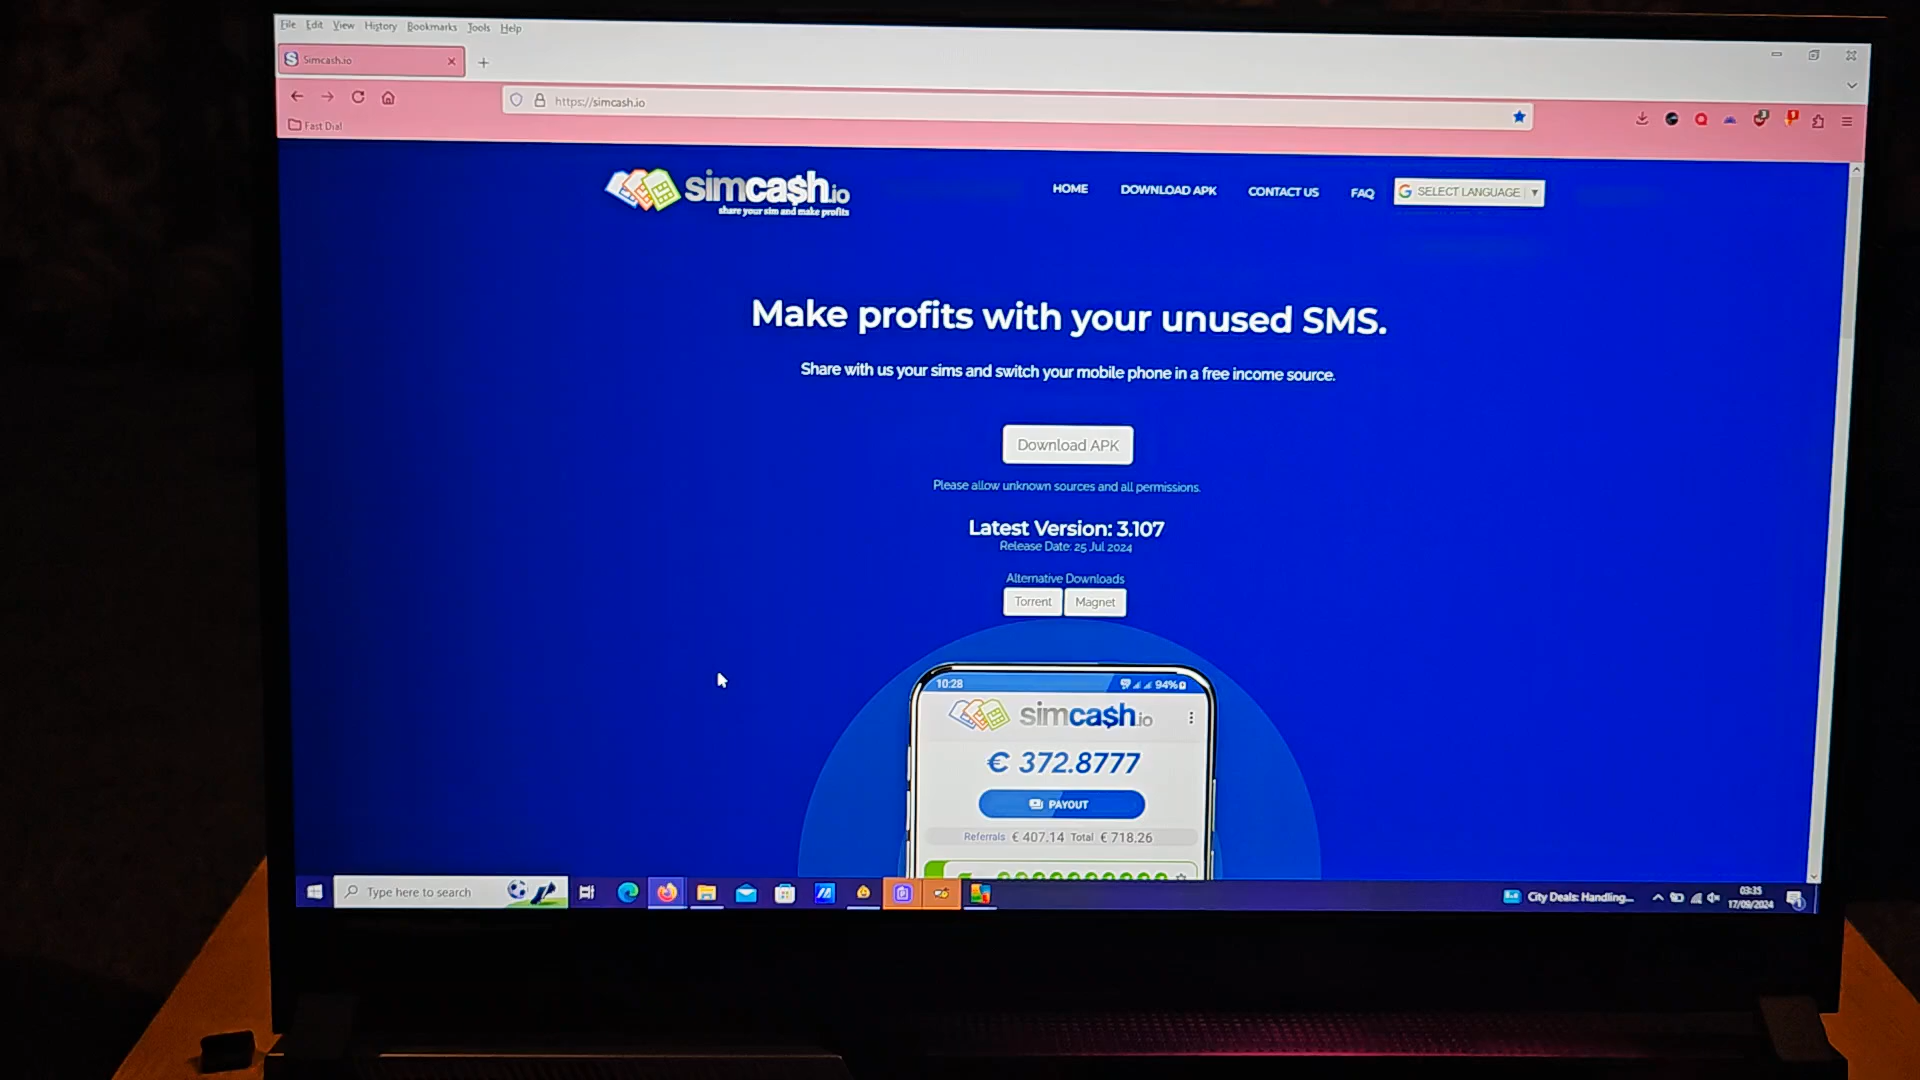 File Edit View History Bookmarks Tools Help
Simcash.io
https://simcash.io
Fast Dial
simca$h.io
share your sim and make profits
HOME DOWNLOAD APK CONTACT US FAQ SELECT LANGUAGE
Make profits with your unused SMS.
Share with us your sims and switch your mobile phone in a free income source.
Download APK
Please allow unknown sources and all permissions.
Latest Version: 3.107
Release Date: 25 Jul 2024
Alternative Downloads
Torrent Magnet
10:28 94%
simca$h.io
€ 372.8777
PAYOUT
Referrals € 407.14 Total € 718.26
Type here to search
City Deals: Handling...
03:35
17/09/2024